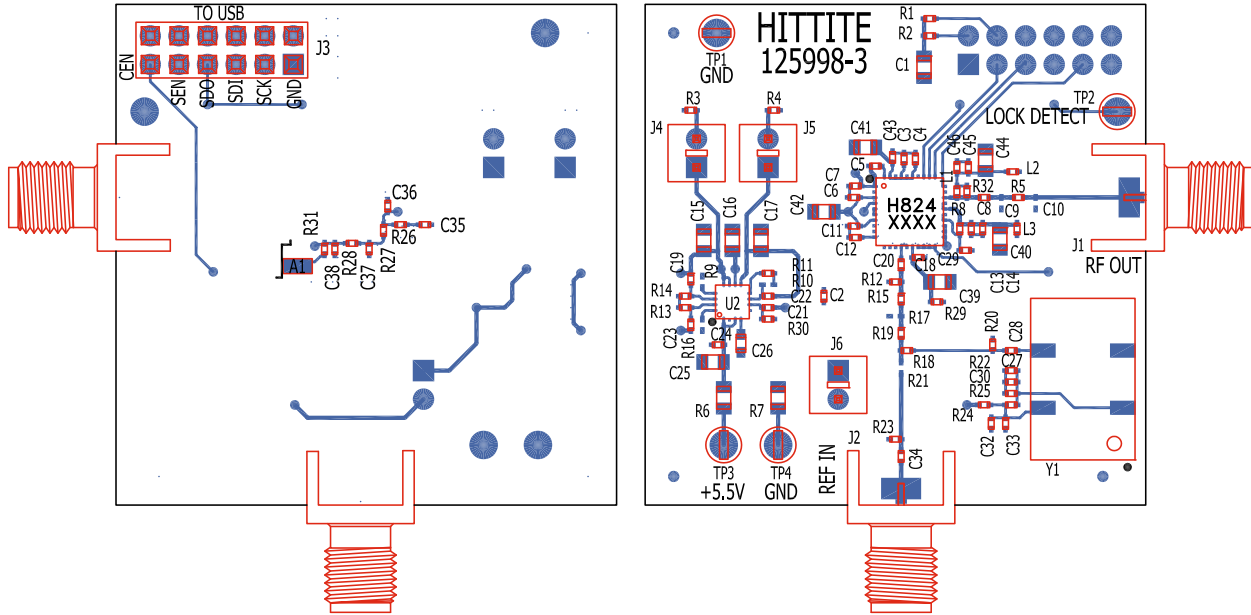 TO USB
J3
CEN
SEN
SDO
SDI
SCK
GND
C36
C35
R31
R26
R27
R28
C37
C38
A1
HITTITE
125998-3
TP1
GND
R1
R2
C1
TP2
LOCK DETECT
R3
R4
J4
J5
C41
C43
C3
C4
C46
C45
C44
C5
C7
C6
L1
L2
R32
R5
H824
XXXX
C42
R8
C8
C9
C10
C11
C12
L3
C15
C16
C17
C40
J1
RF OUT
C20
C18
C29
C13
C14
C19
R9
R11
R10
R12
R14
R13
U2
C22
C21
R30
C2
R15
C39
R29
R17
C23
R16
C24
C26
C25
R19
R18
R20
C28
J6
R22
C27
C30
R25
R24
R21
R6
R7
R23
J2
C34
C32
C33
Y1
TP3
+5.5V
TP4
GND
REF IN